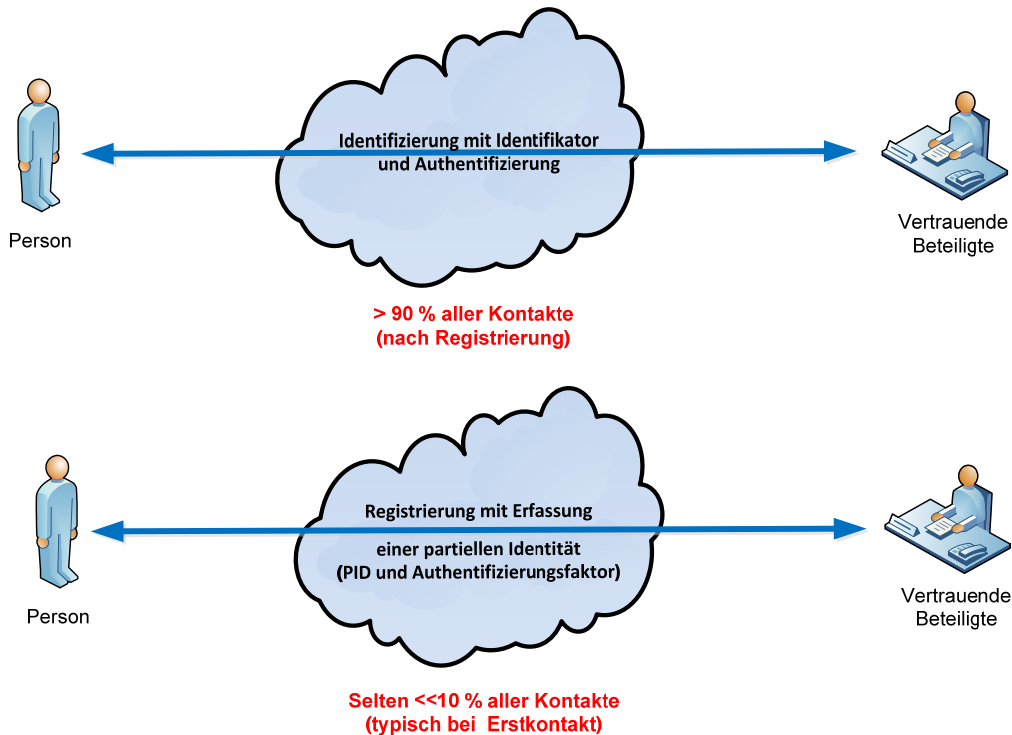 Identifizierung mit Identifikator
und Authentifizierung
Person
Vertrauende
Beteiligte
> 90 % aller Kontakte
(nach Registrierung)
Registrierung mit Erfassung
einer partiellen Identität
(PID und Authentifizierungsfaktor)
Person
Vertrauende
Beteiligte
Selten <<10 % aller Kontakte
(typisch bei Erstkontakt)